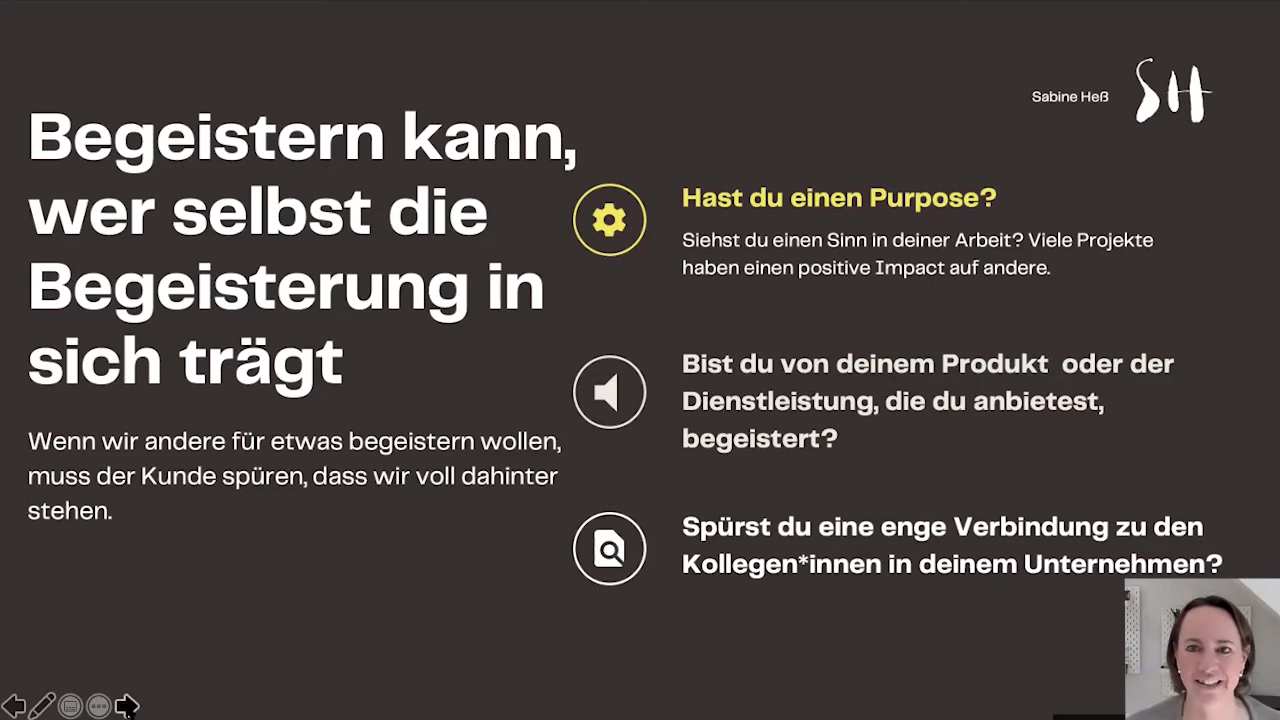 Sabine Heß
SH
Begeistern kann,
wer selbst die
Begeisterung in
sich trägt
Wenn wir andere für etwas begeistern wollen,
muss der Kunde spüren, dass wir voll dahinter
stehen.
Hast du einen Purpose?
Siehst du einen Sinn in deiner Arbeit? Viele Projekte
haben einen positive Impact auf andere.
Bist du von deinem Produkt  oder der
Dienstleistung, die du anbietest,
begeistert?
Spürst du eine enge Verbindung zu den
Kollegen*innen in deinem Unternehmen?